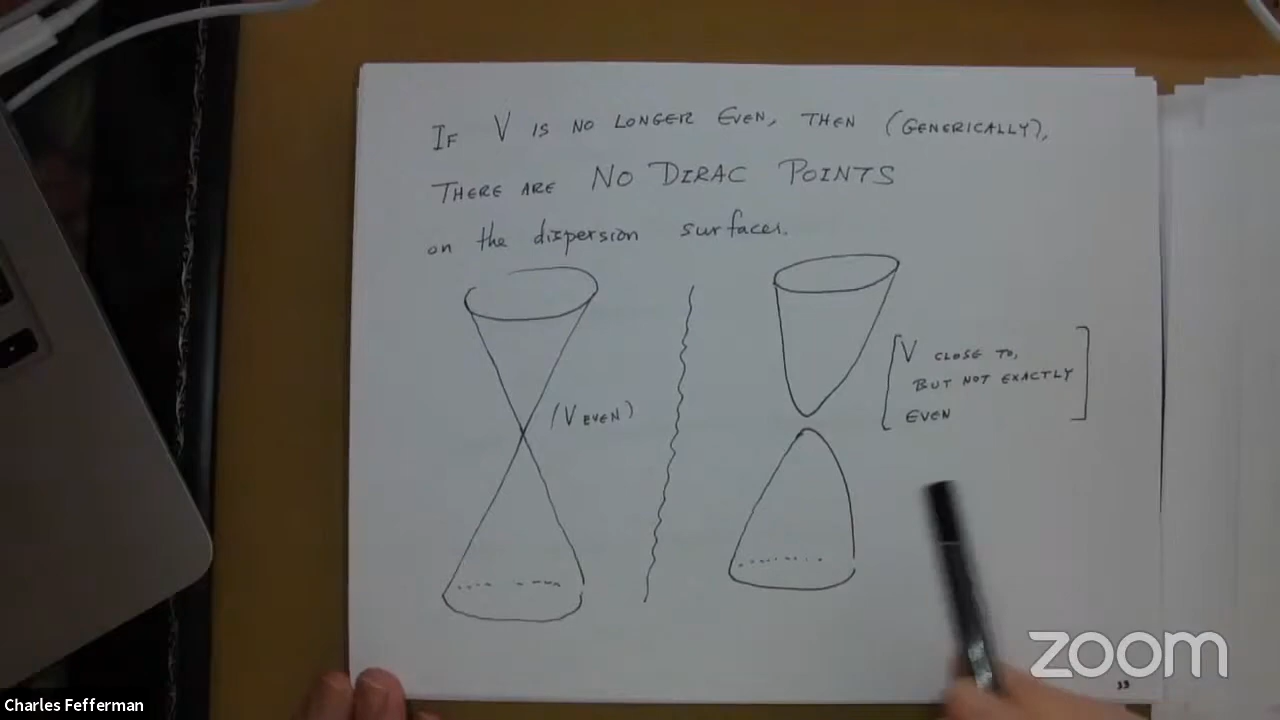 IF V IS NO LONGER EVEN, THEN (GENERICALLY),
THERE ARE NO DIRAC POINTS
on the dispersion surfaces.
(V EVEN)
[V CLOSE TO,
BUT NOT EXACTLY
EVEN]
zoom
33
Charles Fefferman